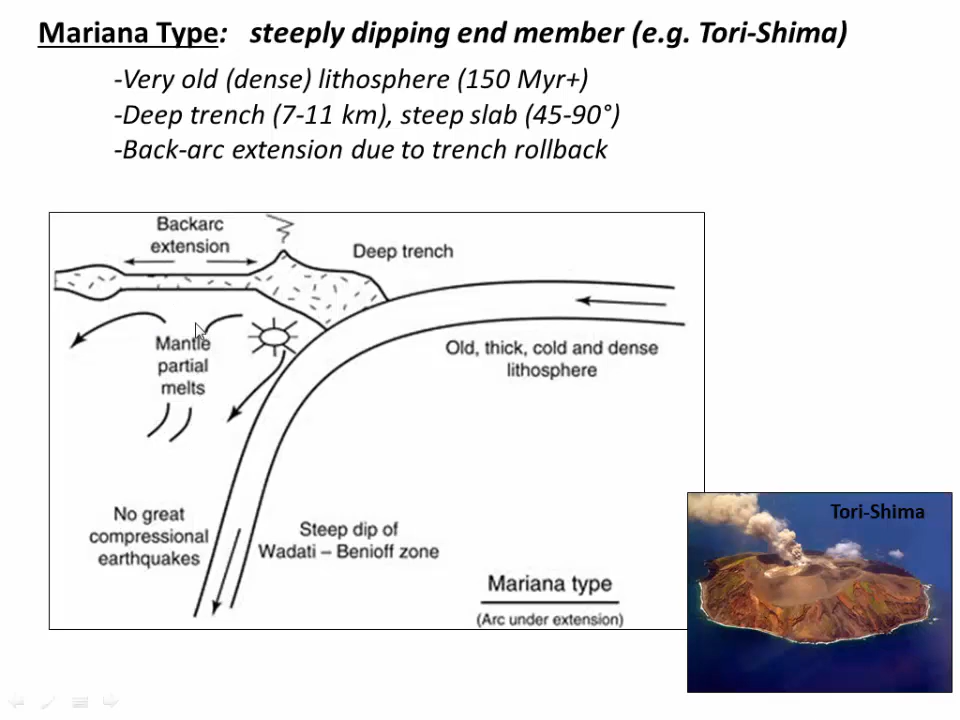 Mariana Type: steeply dipping end member (e.g. Tori-Shima)
-Very old (dense) lithosphere (150 Myr+)
-Deep trench (7-11 km), steep slab (45-90°)
-Back-arc extension due to trench rollback
Backarc
extension
Deep trench
Mantle
partial
melts
Old, thick, cold and dense
lithosphere
No great
compressional
earthquakes
Steep dip of
Wadati – Benioff zone
Mariana type
(Arc under extension)
Tori-Shima